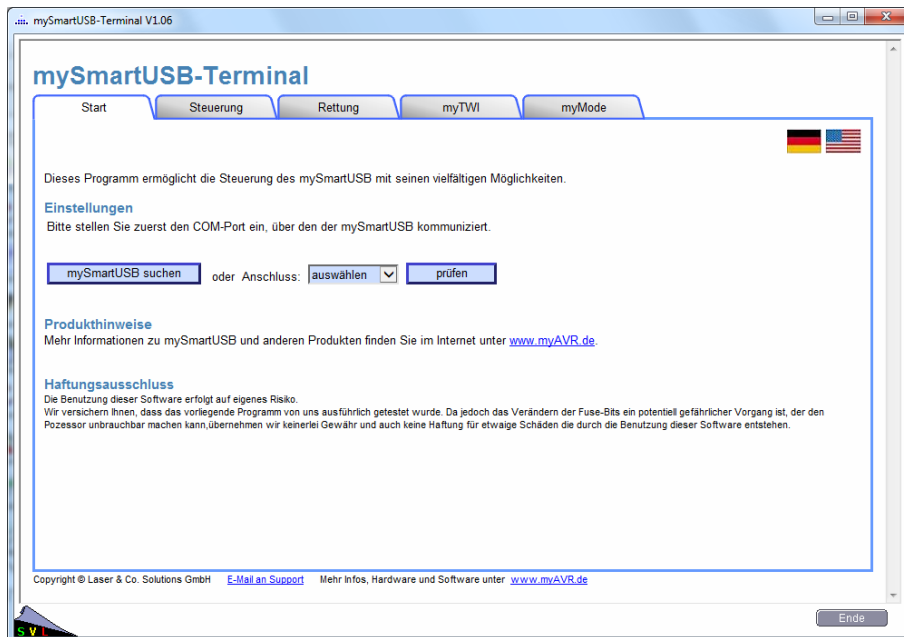 mySmartUSB-Terminal V1.06
mySmartUSB-Terminal
Start Steuerung Rettung myTWI myMode
Dieses Programm ermöglicht die Steuerung des mySmartUSB mit seinen vielfältigen Möglichkeiten.
Einstellungen
Bitte stellen Sie zuerst den COM-Port ein, über den der mySmartUSB kommuniziert.
mySmartUSB suchen oder Anschluss: auswählen prüfen
Produkthinweise
Mehr Informationen zu mySmartUSB und anderen Produkten finden Sie im Internet unter www.myAVR.de.
Haftungsausschluss
Die Benutzung dieser Software erfolgt auf eigenes Risiko.
Wir versichern Ihnen, dass das vorliegende Programm von uns ausführlich getestet wurde. Da jedoch das Verändern der Fuse-Bits ein potentiell gefährlicher Vorgang ist, der den
Pozessor unbrauchbar machen kann,übernehmen wir keinerlei Gewähr und auch keine Haftung für etwaige Schäden die durch die Benutzung dieser Software entstehen.
Copyright © Laser & Co. Solutions GmbH E-Mail an Support Mehr Infos, Hardware und Software unter www.myAVR.de
S V L
Ende